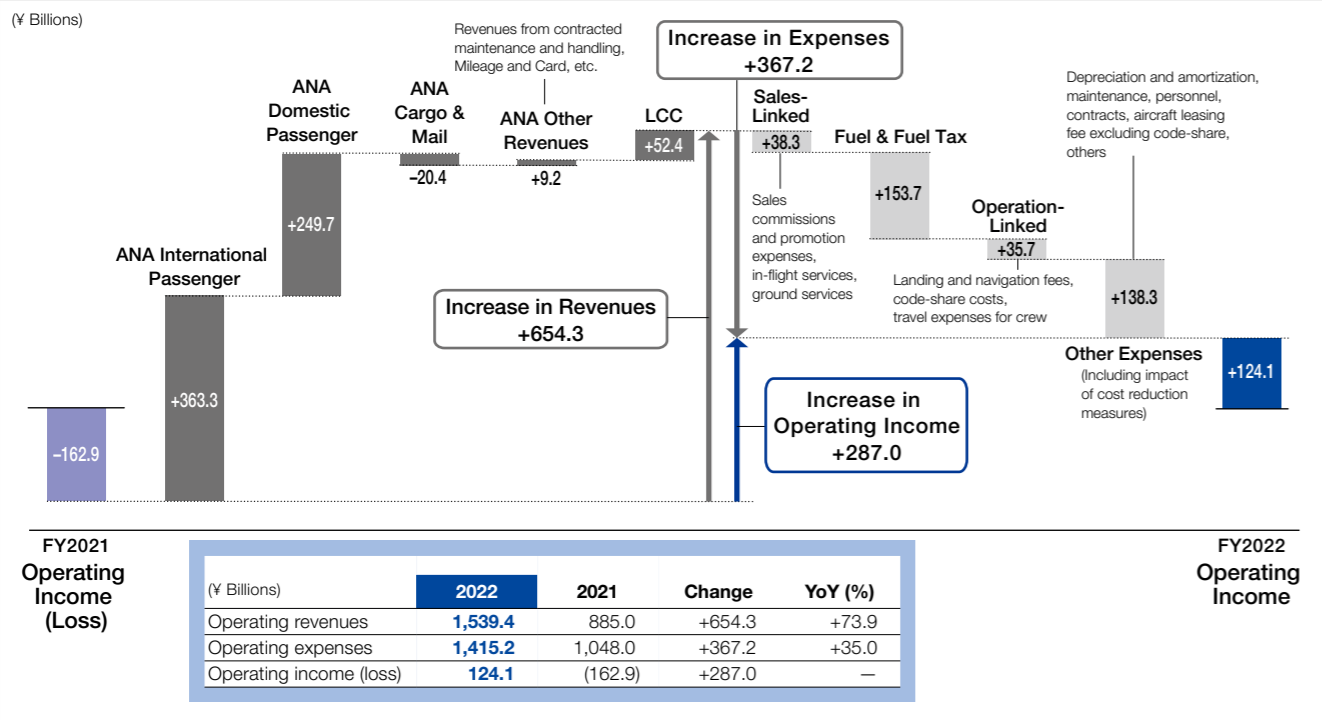 (¥ Billions)
Revenues from contracted
maintenance and handling,
Mileage and Card, etc.
Increase in Expenses
+367.2
Depreciation and amortization,
maintenance, personnel,
contracts, aircraft leasing
fee excluding code-share,
others
ANA
Domestic
Passenger
ANA
Cargo &
Mail
ANA Other
Revenues
LCC
Sales-
Linked
Fuel & Fuel Tax
+52.4
+38.3
−20.4
+9.2
+153.7
+249.7
Sales
commissions
and promotion
expenses,
in-flight services,
ground services
Operation-
Linked
+35.7
ANA International
Passenger
Landing and navigation fees,
code-share costs,
travel expenses for crew
+138.3
Increase in Revenues
+654.3
Other Expenses
(Including impact
of cost reduction
measures)
+124.1
+363.3
Increase in
Operating Income
+287.0
−162.9
FY2021
Operating
Income
(Loss)
FY2022
Operating
Income
(¥ Billions) 2022 2021 Change YoY (%)
Operating revenues 1,539.4 885.0 +654.3 +73.9
Operating expenses 1,415.2 1,048.0 +367.2 +35.0
Operating income (loss) 124.1 (162.9) +287.0 —